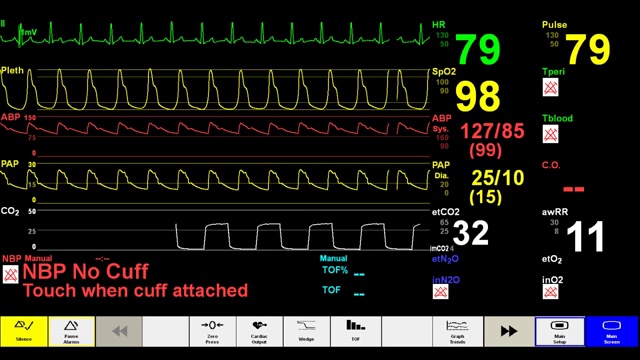 II
1mV
HR
130
50
79
Pulse
130
50
79
Pleth
SpO2
100
90
98
Tperi
ABP
150
75
0
ABP
Sys.
160
90
127/85
(99)
Tblood
PAP
30
15
0
PAP
Dia.
20
0
25/10
(15)
C.O.
--
CO2
50
25
0
etCO2
65
25
imCO2 4
32
awRR
30
8
11
NBP Manual --:--
NBP No Cuff
Touch when cuff attached
Manual
TOF% --
TOF --
etN2O
inN2O
etO2
inO2
Silence
Pause
Alarms
Zero
Press
Cardiac
Output
Wedge
TOF
Graph
Trends
Main
Setup
Main
Screen